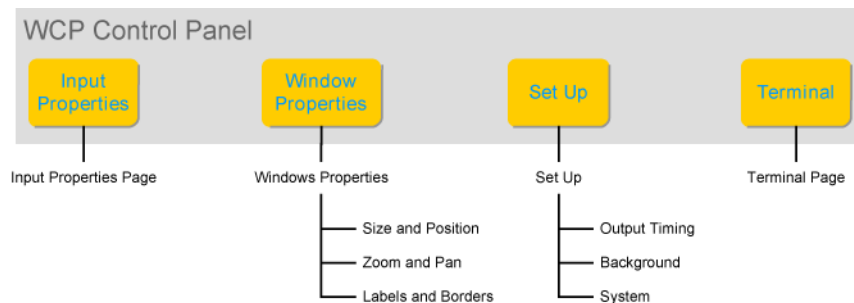 WCP Control Panel
Input
Properties
Window
Properties
Set Up
Terminal
Input Properties Page
Windows Properties
Set Up
Terminal Page
Size and Position
Zoom and Pan
Labels and Borders
Output Timing
Background
System